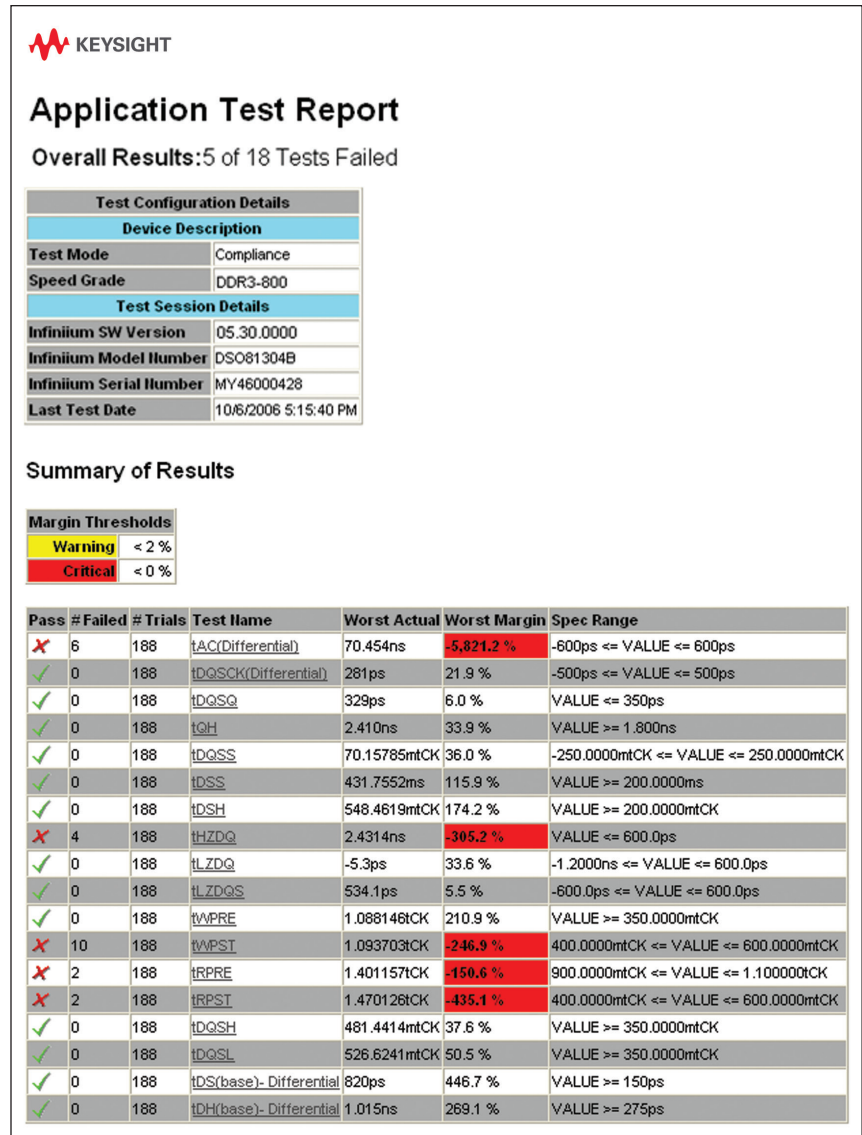 KEYSIGHT
Application Test Report
Overall Results:5 of 18 Tests Failed
Test Configuration Details
Device Description
Test Mode Compliance
Speed Grade DDR3-800
Test Session Details
Infiniium SW Version 05.30.0000
Infiniium Model Number DSO81304B
Infiniium Serial Number MY46000428
Last Test Date 10/6/2006 5:15:40 PM
Summary of Results
Margin Thresholds
Warning < 2 %
Critical < 0 %
Pass # Failed # Trials Test Name Worst Actual Worst Margin Spec Range
6 188 tAC(Differential) 70.454ns -5,821.2 % -600ps <= VALUE <= 600ps
0 188 tDQSCK(Differential) 281ps 21.9 % -500ps <= VALUE <= 500ps
0 188 tDQSQ 329ps 6.0 % VALUE <= 350ps
0 188 tQH 2.410ns 33.9 % VALUE >= 1.800ns
0 188 tDQSS 70.15785mtCK 36.0 % -250.0000mtCK <= VALUE <= 250.0000mtCK
0 188 tDSS 431.7552ms 115.9 % VALUE >= 200.0000ms
0 188 tDSH 548.4619mtCK 174.2 % VALUE >= 200.0000mtCK
4 188 tHZDQ 2.4314ns -305.2 % VALUE <= 600.0ps
0 188 tLZDQ -5.3ps 33.6 % -1.2000ns <= VALUE <= 600.0ps
0 188 tLZDQS 534.1ps 5.5 % -600.0ps <= VALUE <= 600.0ps
0 188 tWPRE 1.088146tCK 210.9 % VALUE >= 350.0000mtCK
10 188 tWPST 1.093703tCK -246.9 % 400.0000mtCK <= VALUE <= 600.0000mtCK
2 188 tRPRE 1.401157tCK -150.6 % 900.0000mtCK <= VALUE <= 1.100000tCK
2 188 tRPST 1.470126tCK -435.1 % 400.0000mtCK <= VALUE <= 600.0000mtCK
0 188 tDQSH 481.4414mtCK 37.6 % VALUE >= 350.0000mtCK
0 188 tDQSL 526.6241mtCK 50.5 % VALUE >= 350.0000mtCK
0 188 tDS(base)- Differential 820ps 446.7 % VALUE >= 150ps
0 188 tDH(base)- Differential 1.015ns 269.1 % VALUE >= 275ps